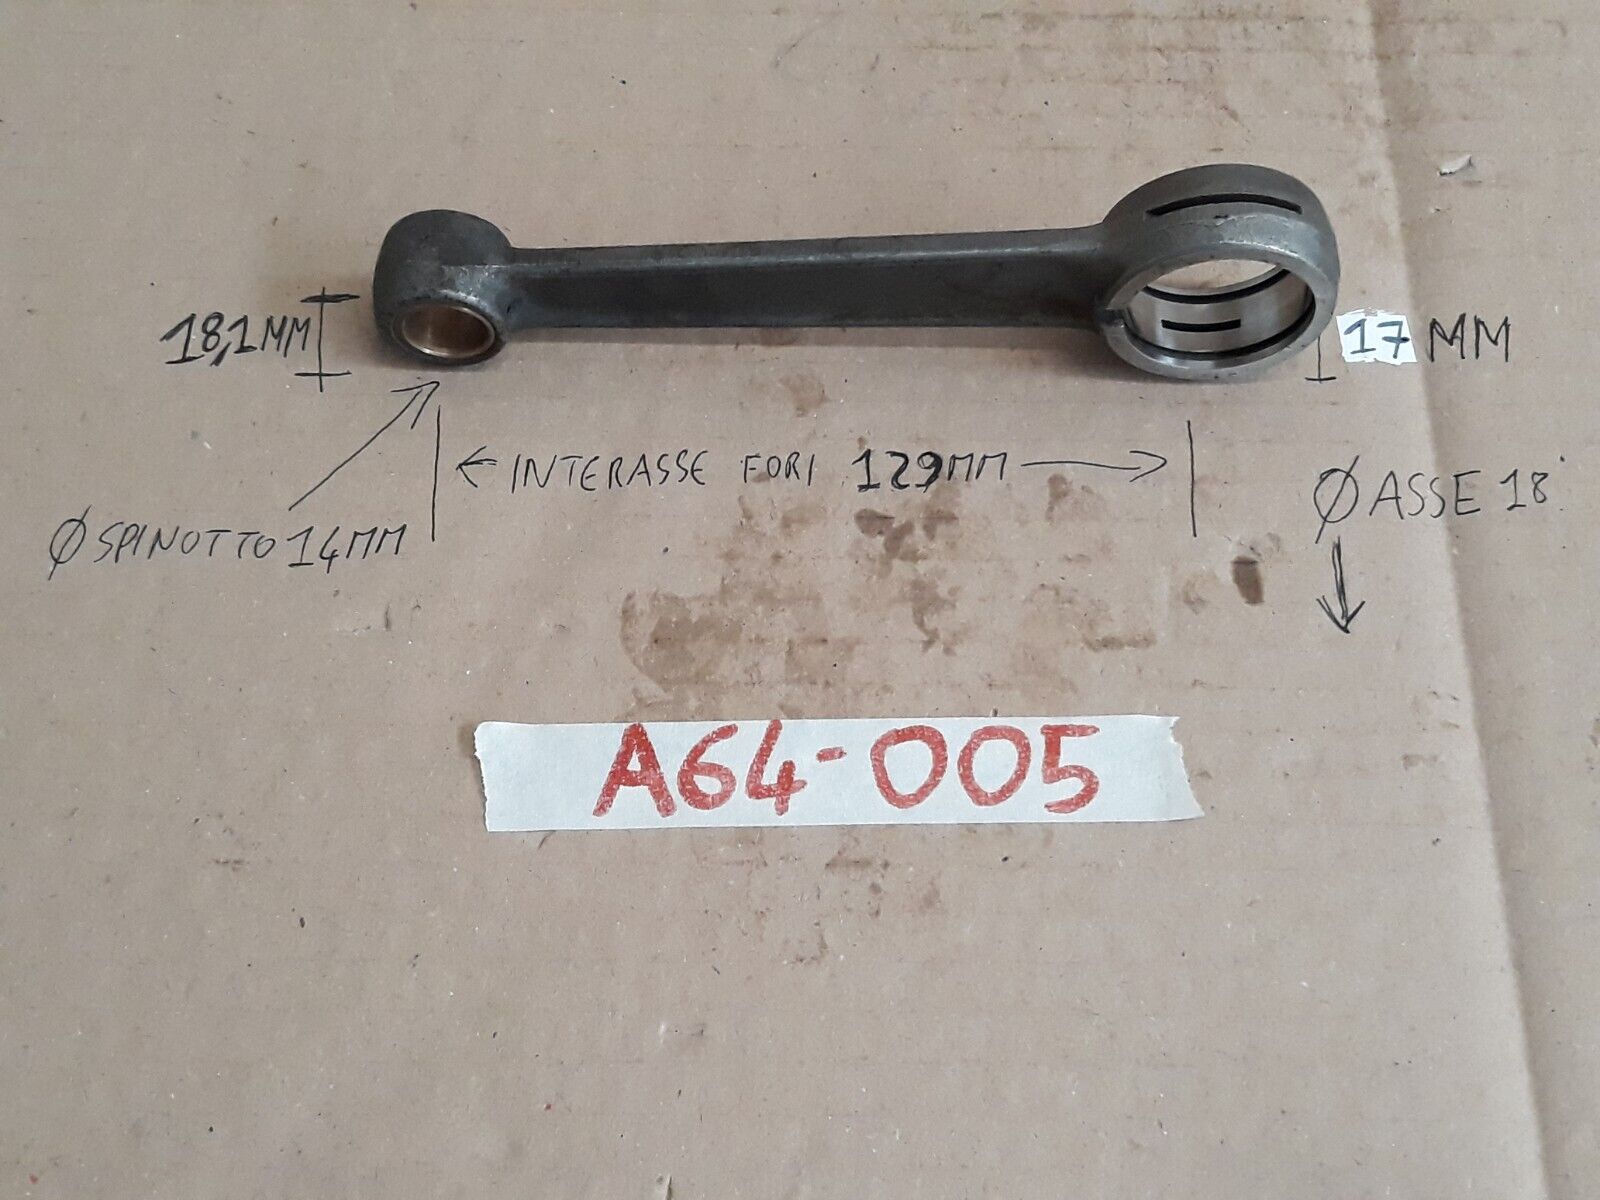 18,1MM
17 MM
← INTERASSE FORI 129MM →
Ø ASSE 18
Ø SPINOTTO 14MM
A64-005